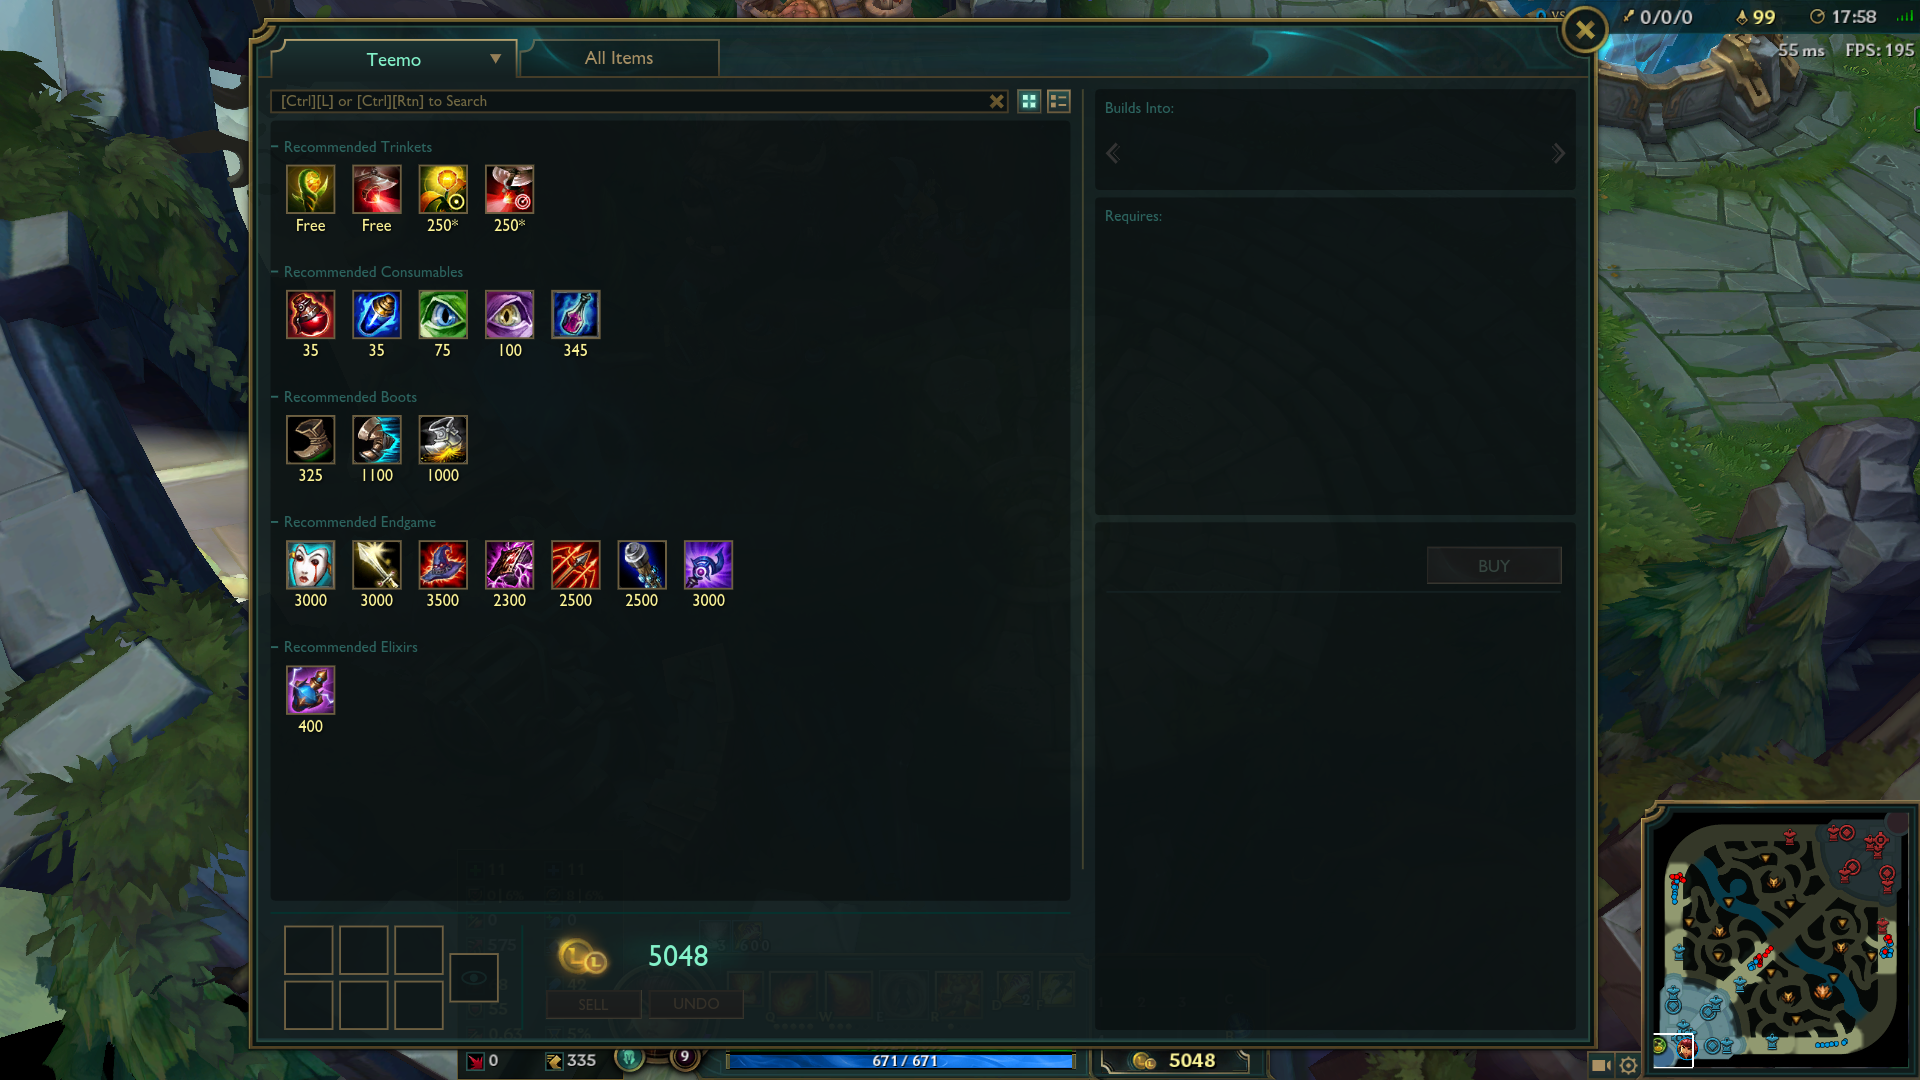 VS
0/0/0
99
17:58
55 ms
FPS: 195
Teemo
All Items
[Ctrl][L] or [Ctrl][Rtn] to Search
Recommended Trinkets
Free
Free
250*
250*
Recommended Consumables
35
35
75
100
345
Recommended Boots
325
1100
1000
Recommended Endgame
3000
3000
3500
2300
2500
2500
3000
Recommended Elixirs
400
Builds Into:
Requires:
BUY
5048
SELL
UNDO
0
335
9
671 / 671
5048